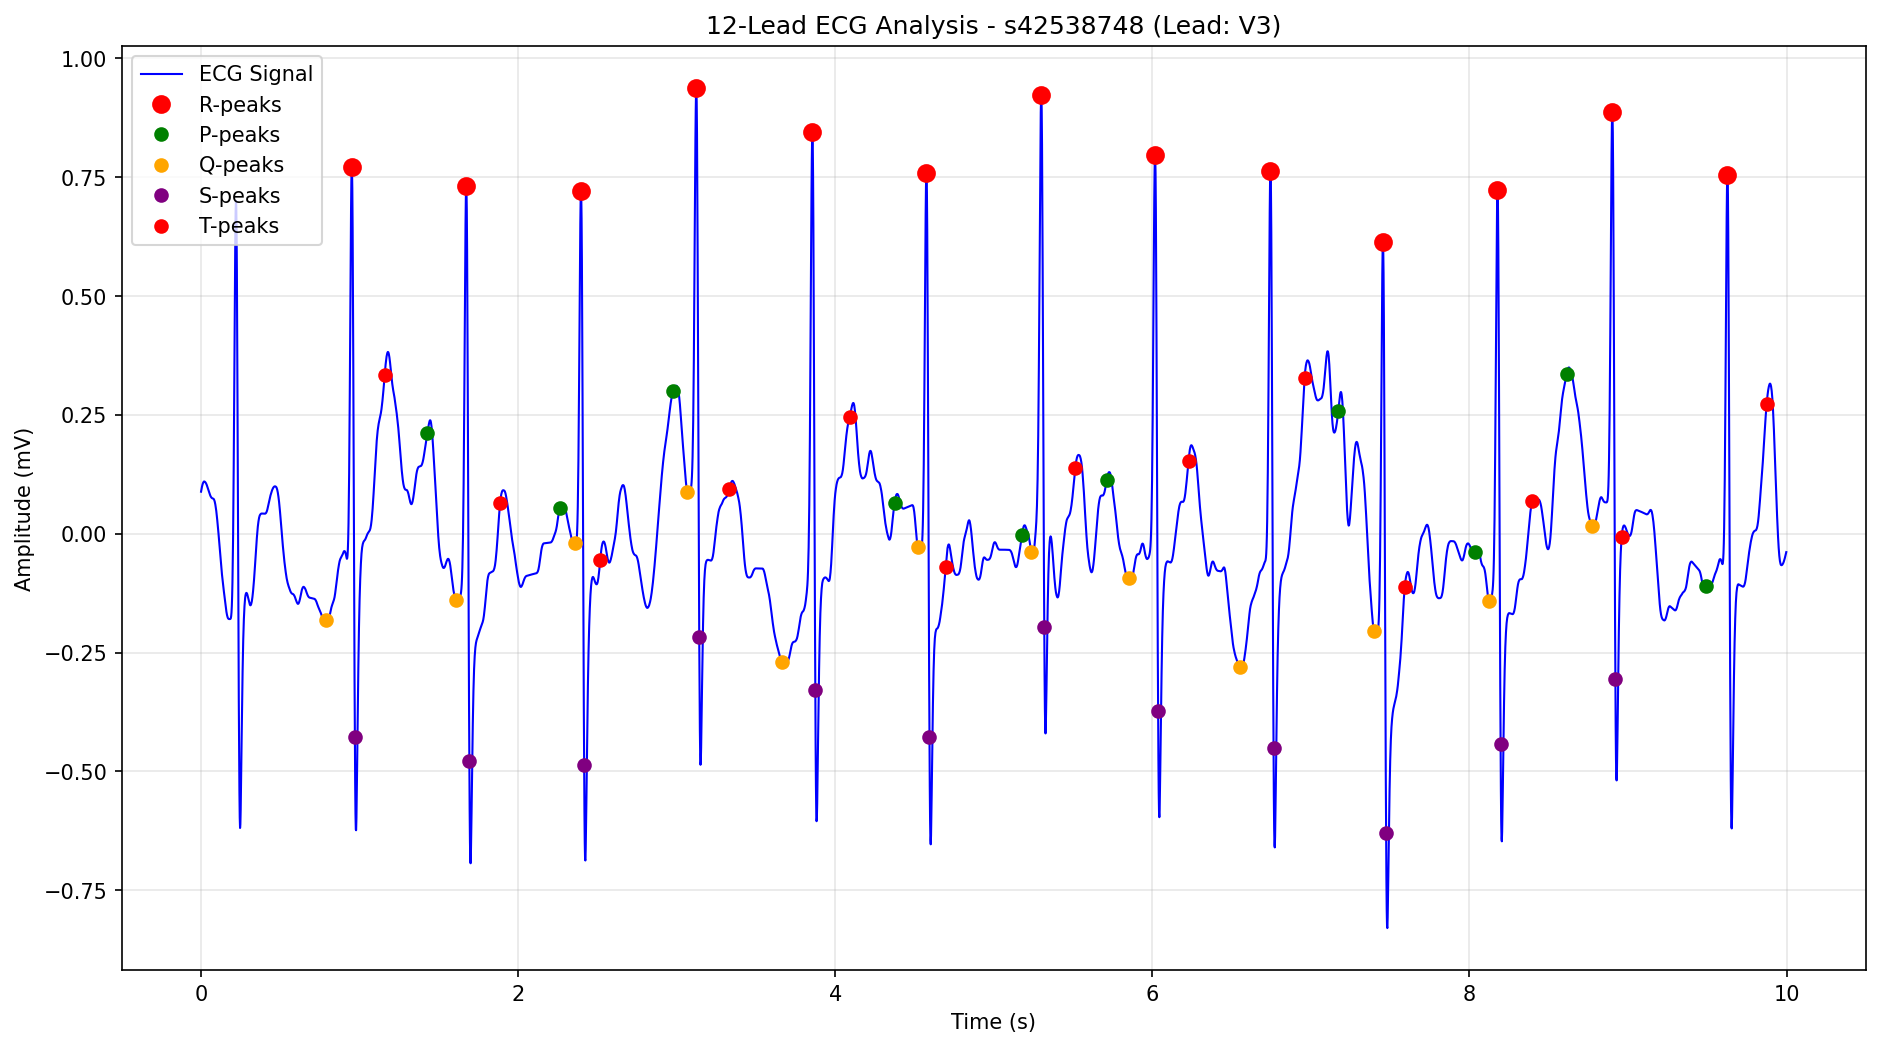 12-Lead ECG Analysis - s42538748 (Lead: V3)
ECG Signal
R-peaks
P-peaks
Q-peaks
S-peaks
T-peaks
Amplitude (mV)
1.00
0.75
0.50
0.25
0.00
−0.25
−0.50
−0.75
0 2 4 6 8 10
Time (s)